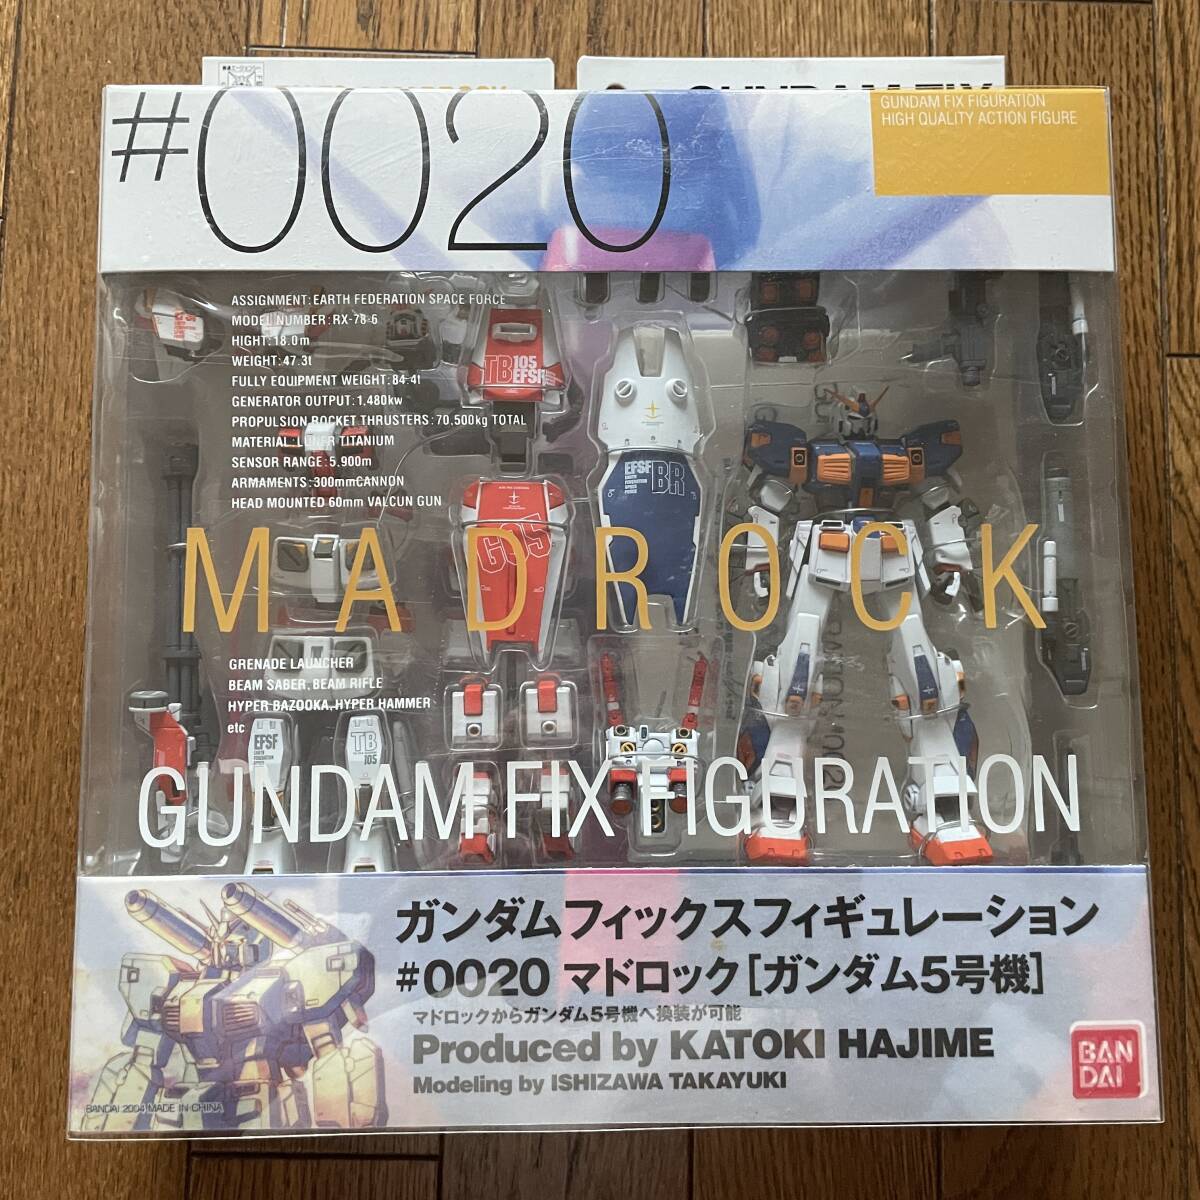 #0020
GUNDAM FIX FIGURATION
HIGH QUALITY ACTION FIGURE
ASSIGNMENT:EARTH FEDERATION SPACE FORCE
MODEL NUMBER:RX-78-6
HIGHT:18.0m
WEIGHT:47.3t
FULLY EQUIPMENT WEIGHT:84.4t
GENERATOR OUTPUT:1,480kw
PROPULSION ROCKET THRUSTERS:70,500kg TOTAL
MATERIAL:LUNER TITANIUM
SENSOR RANGE:5,900m
ARMAMENTS:300mmCANNON
HEAD MOUNTED 60mm VALCUN GUN
TB 105
EFSF
EFSF BR
EARTH FEDERATION SPACE FORCE
G05
MADROCK
GRENADE LAUNCHER
BEAM SABER, BEAM RIFLE
HYPER BAZOOKA, HYPER HAMMER
etc
EFSF
TB
105
GUNDAM FIX FIGURATION
ガンダムフィックスフィギュレーション
#0020 マドロック[ガンダム5号機]
マドロックからガンダム5号機へ換装が可能
Produced by KATOKI HAJIME
Modeling by ISHIZAWA TAKAYUKI
BANDAI 2004 MADE IN CHINA
BAN
DAI